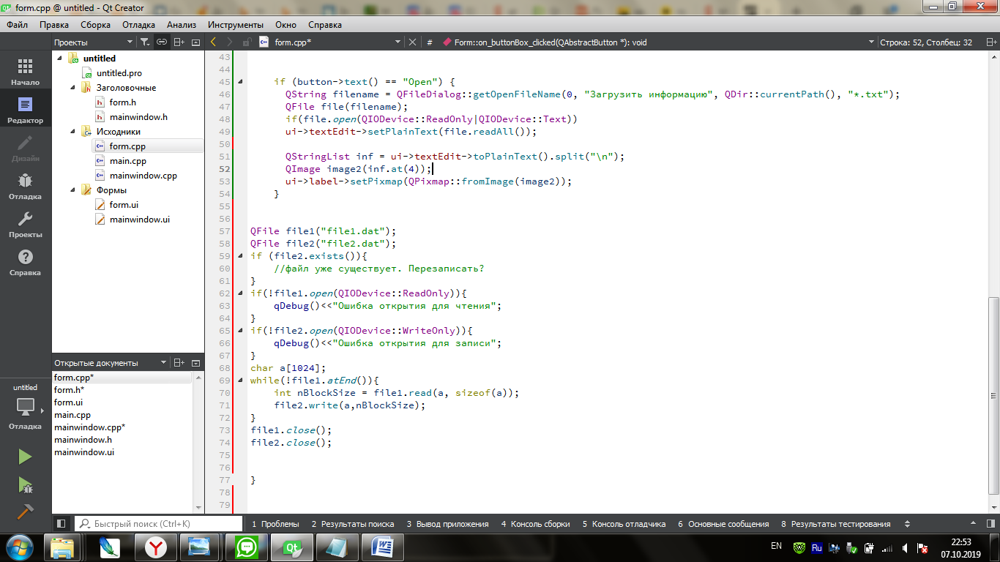 form.cpp @ untitled - Qt Creator
Файл Правка Сборка Отладка Анализ Инструменты Окно Справка
Проекты
form.cpp*
#
Form::on_buttonBox_clicked(QAbstractButton *): void
Строка: 52, Столбец: 32
Начало
Редактор
Дизайн
Отладка
Проекты
Справка
untitled
Отладка
untitled
untitled.pro
Заголовочные
form.h
mainwindow.h
Исходники
form.cpp
main.cpp
mainwindow.cpp
Формы
form.ui
mainwindow.ui
Открытые документы
form.cpp*
form.h*
form.ui
main.cpp
mainwindow.cpp*
mainwindow.h
mainwindow.ui
43
44
45 if (button->text() == "Open") {
46 QString filename = QFileDialog::getOpenFileName(0, "Загрузить информацию", QDir::currentPath(), "*.txt");
47 QFile file(filename);
48 if(file.open(QIODevice::ReadOnly|QIODevice::Text))
49 ui->textEdit->setPlainText(file.readAll());
50
51 QStringList inf = ui->textEdit->toPlainText().split("\n");
52 QImage image2(inf.at(4));
53 ui->label->setPixmap(QPixmap::fromImage(image2));
54 }
55
56
57 QFile file1("file1.dat");
58 QFile file2("file2.dat");
59 if (file2.exists()){
60 //файл уже существует. Перезаписать?
61 }
62 if(!file1.open(QIODevice::ReadOnly)){
63 qDebug()<<"Ошибка открытия для чтения";
64 }
65 if(!file2.open(QIODevice::WriteOnly)){
66 qDebug()<<"Ошибка открытия для записи";
67 }
68 char a[1024];
69 while(!file1.atEnd()){
70 int nBlockSize = file1.read(a, sizeof(a));
71 file2.write(a,nBlockSize);
72 }
73 file1.close();
74 file2.close();
75
76
77 }
78
79
Быстрый поиск (Ctrl+K)
1 Проблемы 2 Результаты поиска 3 Вывод приложения 4 Консоль сборки 5 Консоль отладчика 6 Основные сообщения 8 Результаты тестирования
EN
Ru
22:53
07.10.2019